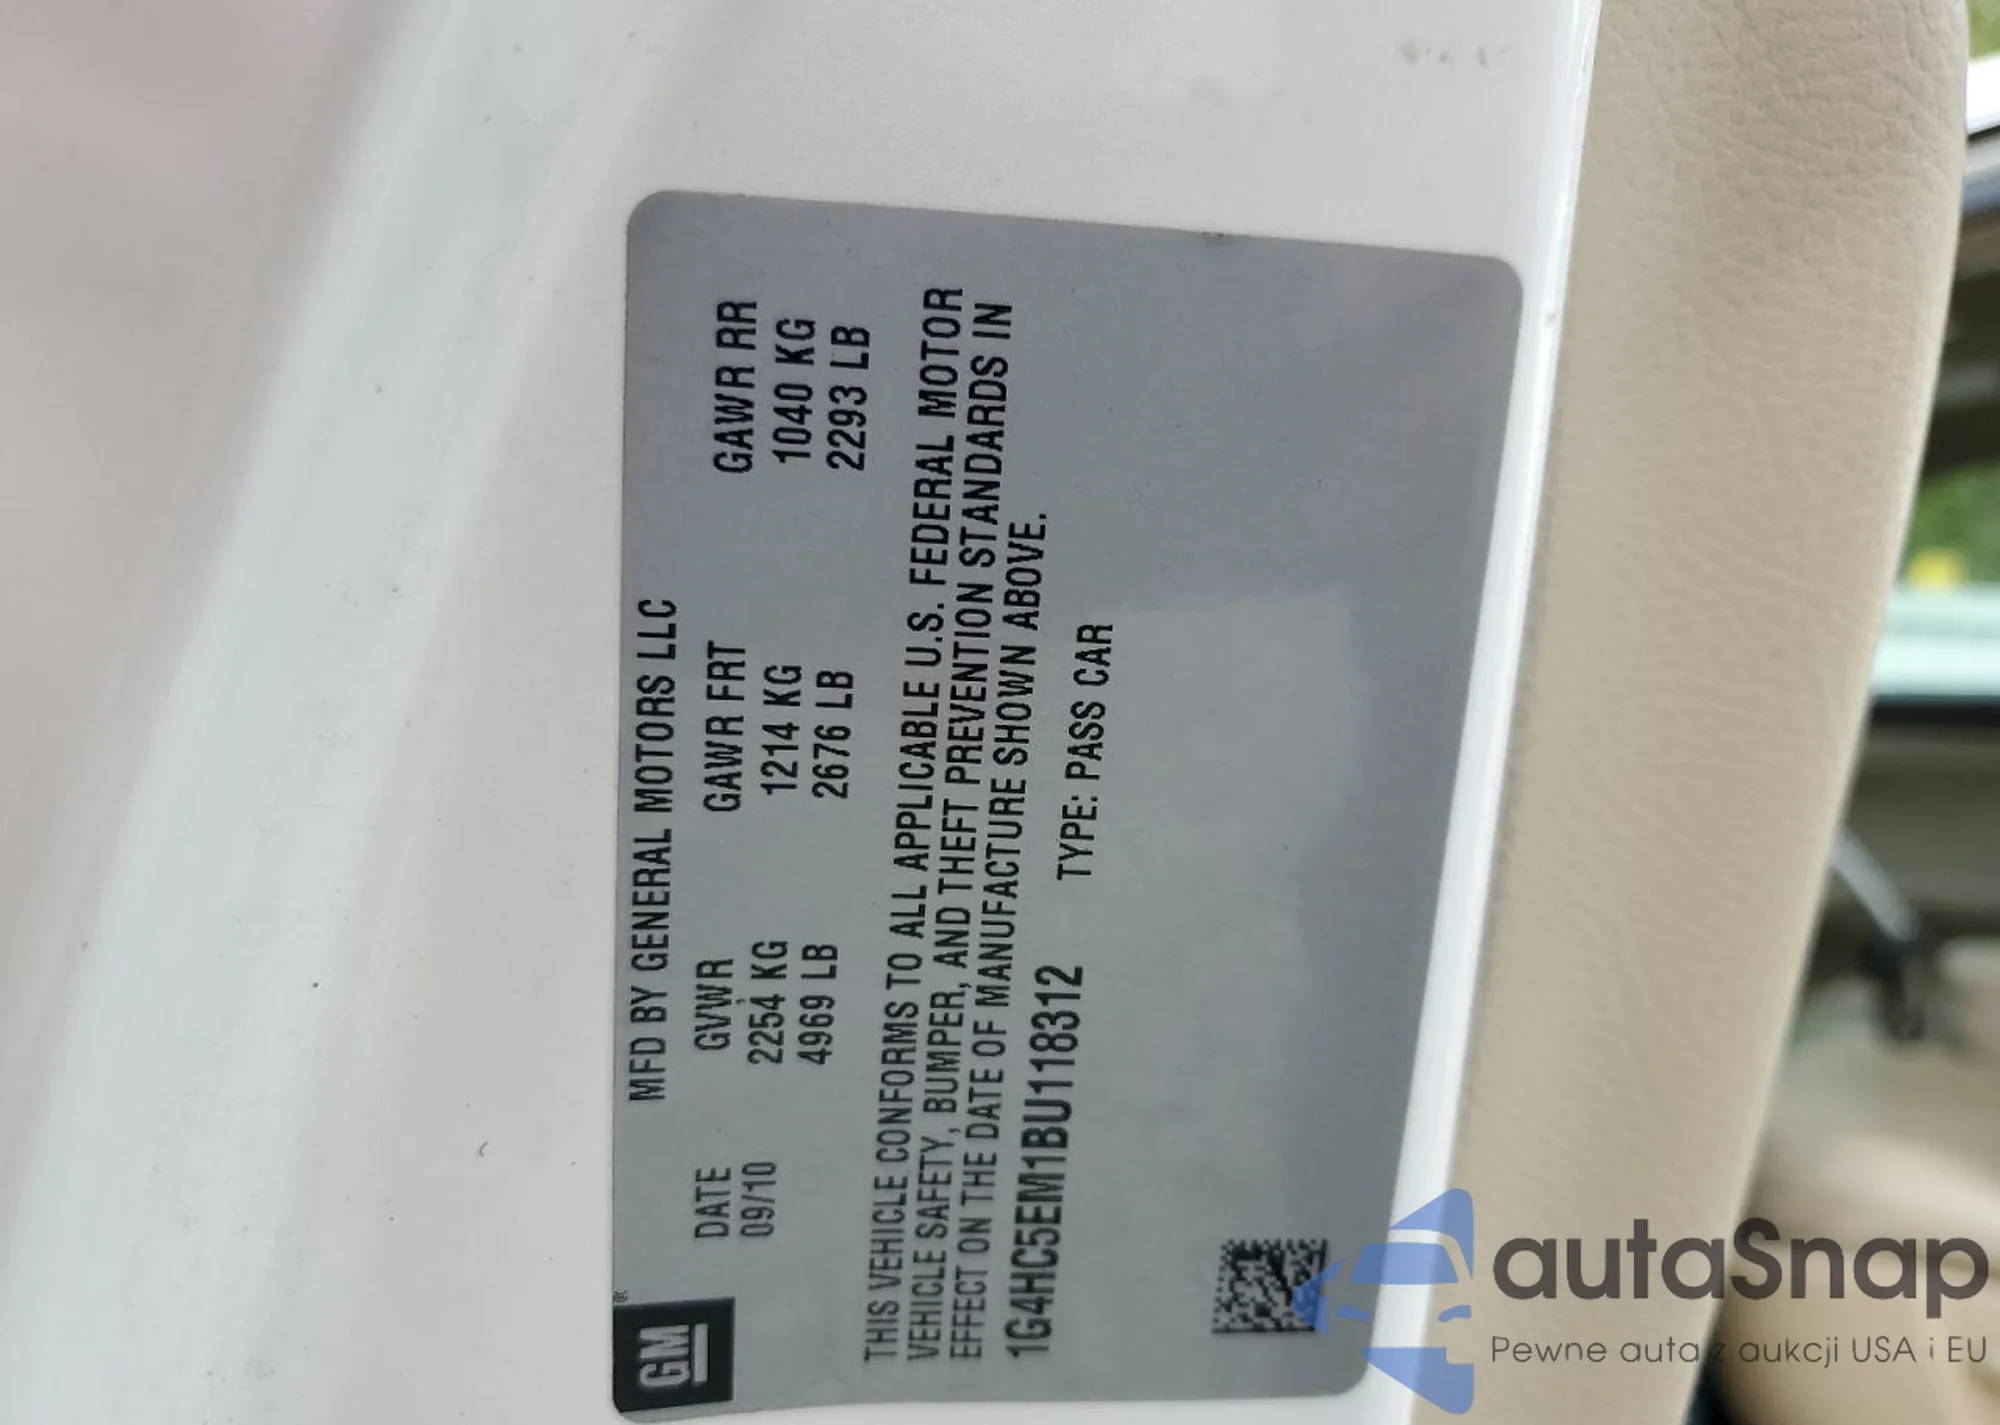 GM
®
MFD BY GENERAL MOTORS LLC
DATE GVWR GAWR FRT GAWR RR
09/10 2254 KG 1214 KG 1040 KG
4969 LB 2676 LB 2293 LB
THIS VEHICLE CONFORMS TO ALL APPLICABLE U.S. FEDERAL MOTOR
VEHICLE SAFETY, BUMPER, AND THEFT PREVENTION STANDARDS IN
EFFECT ON THE DATE OF MANUFACTURE SHOWN ABOVE.
1G4HC5EM1BU118312 TYPE: PASS CAR
autaSnap
Pewne auta z aukcji USA i EU